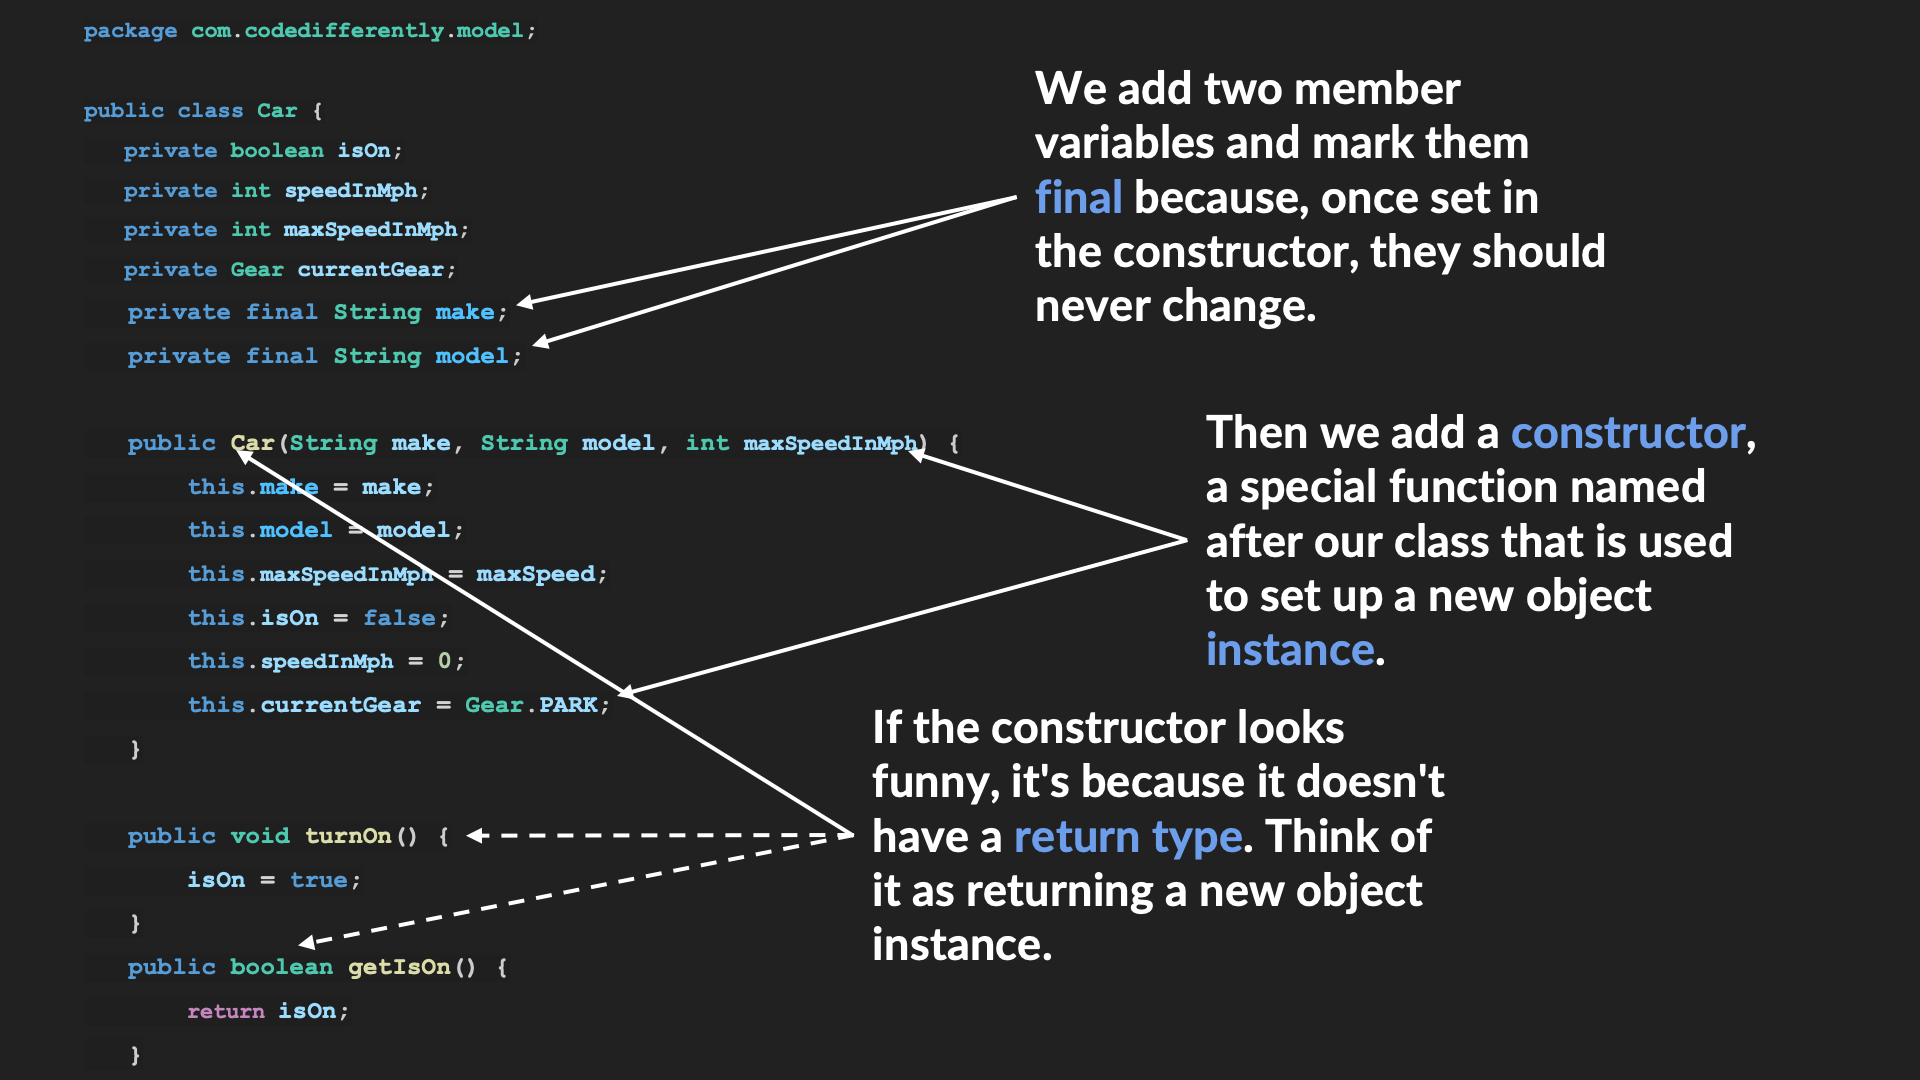 package com.codedifferently.model;
public class Car {
private boolean isOn;
private int speedInMph;
private int maxSpeedInMph;
private Gear currentGear;
private final String make;
private final String model;
public Car(String make, String model, int maxSpeedInMph) {
this.make = make;
this.model = model;
this.maxSpeedInMph = maxSpeed;
this.isOn = false;
this.speedInMph = 0;
this.currentGear = Gear.PARK;
}
public void turnOn() {
isOn = true;
}
public boolean getIsOn() {
return isOn;
}
We add two member
variables and mark them
final because, once set in
the constructor, they should
never change.
Then we add a constructor,
a special function named
after our class that is used
to set up a new object
instance.
If the constructor looks
funny, it's because it doesn't
have a return type. Think of
it as returning a new object
instance.